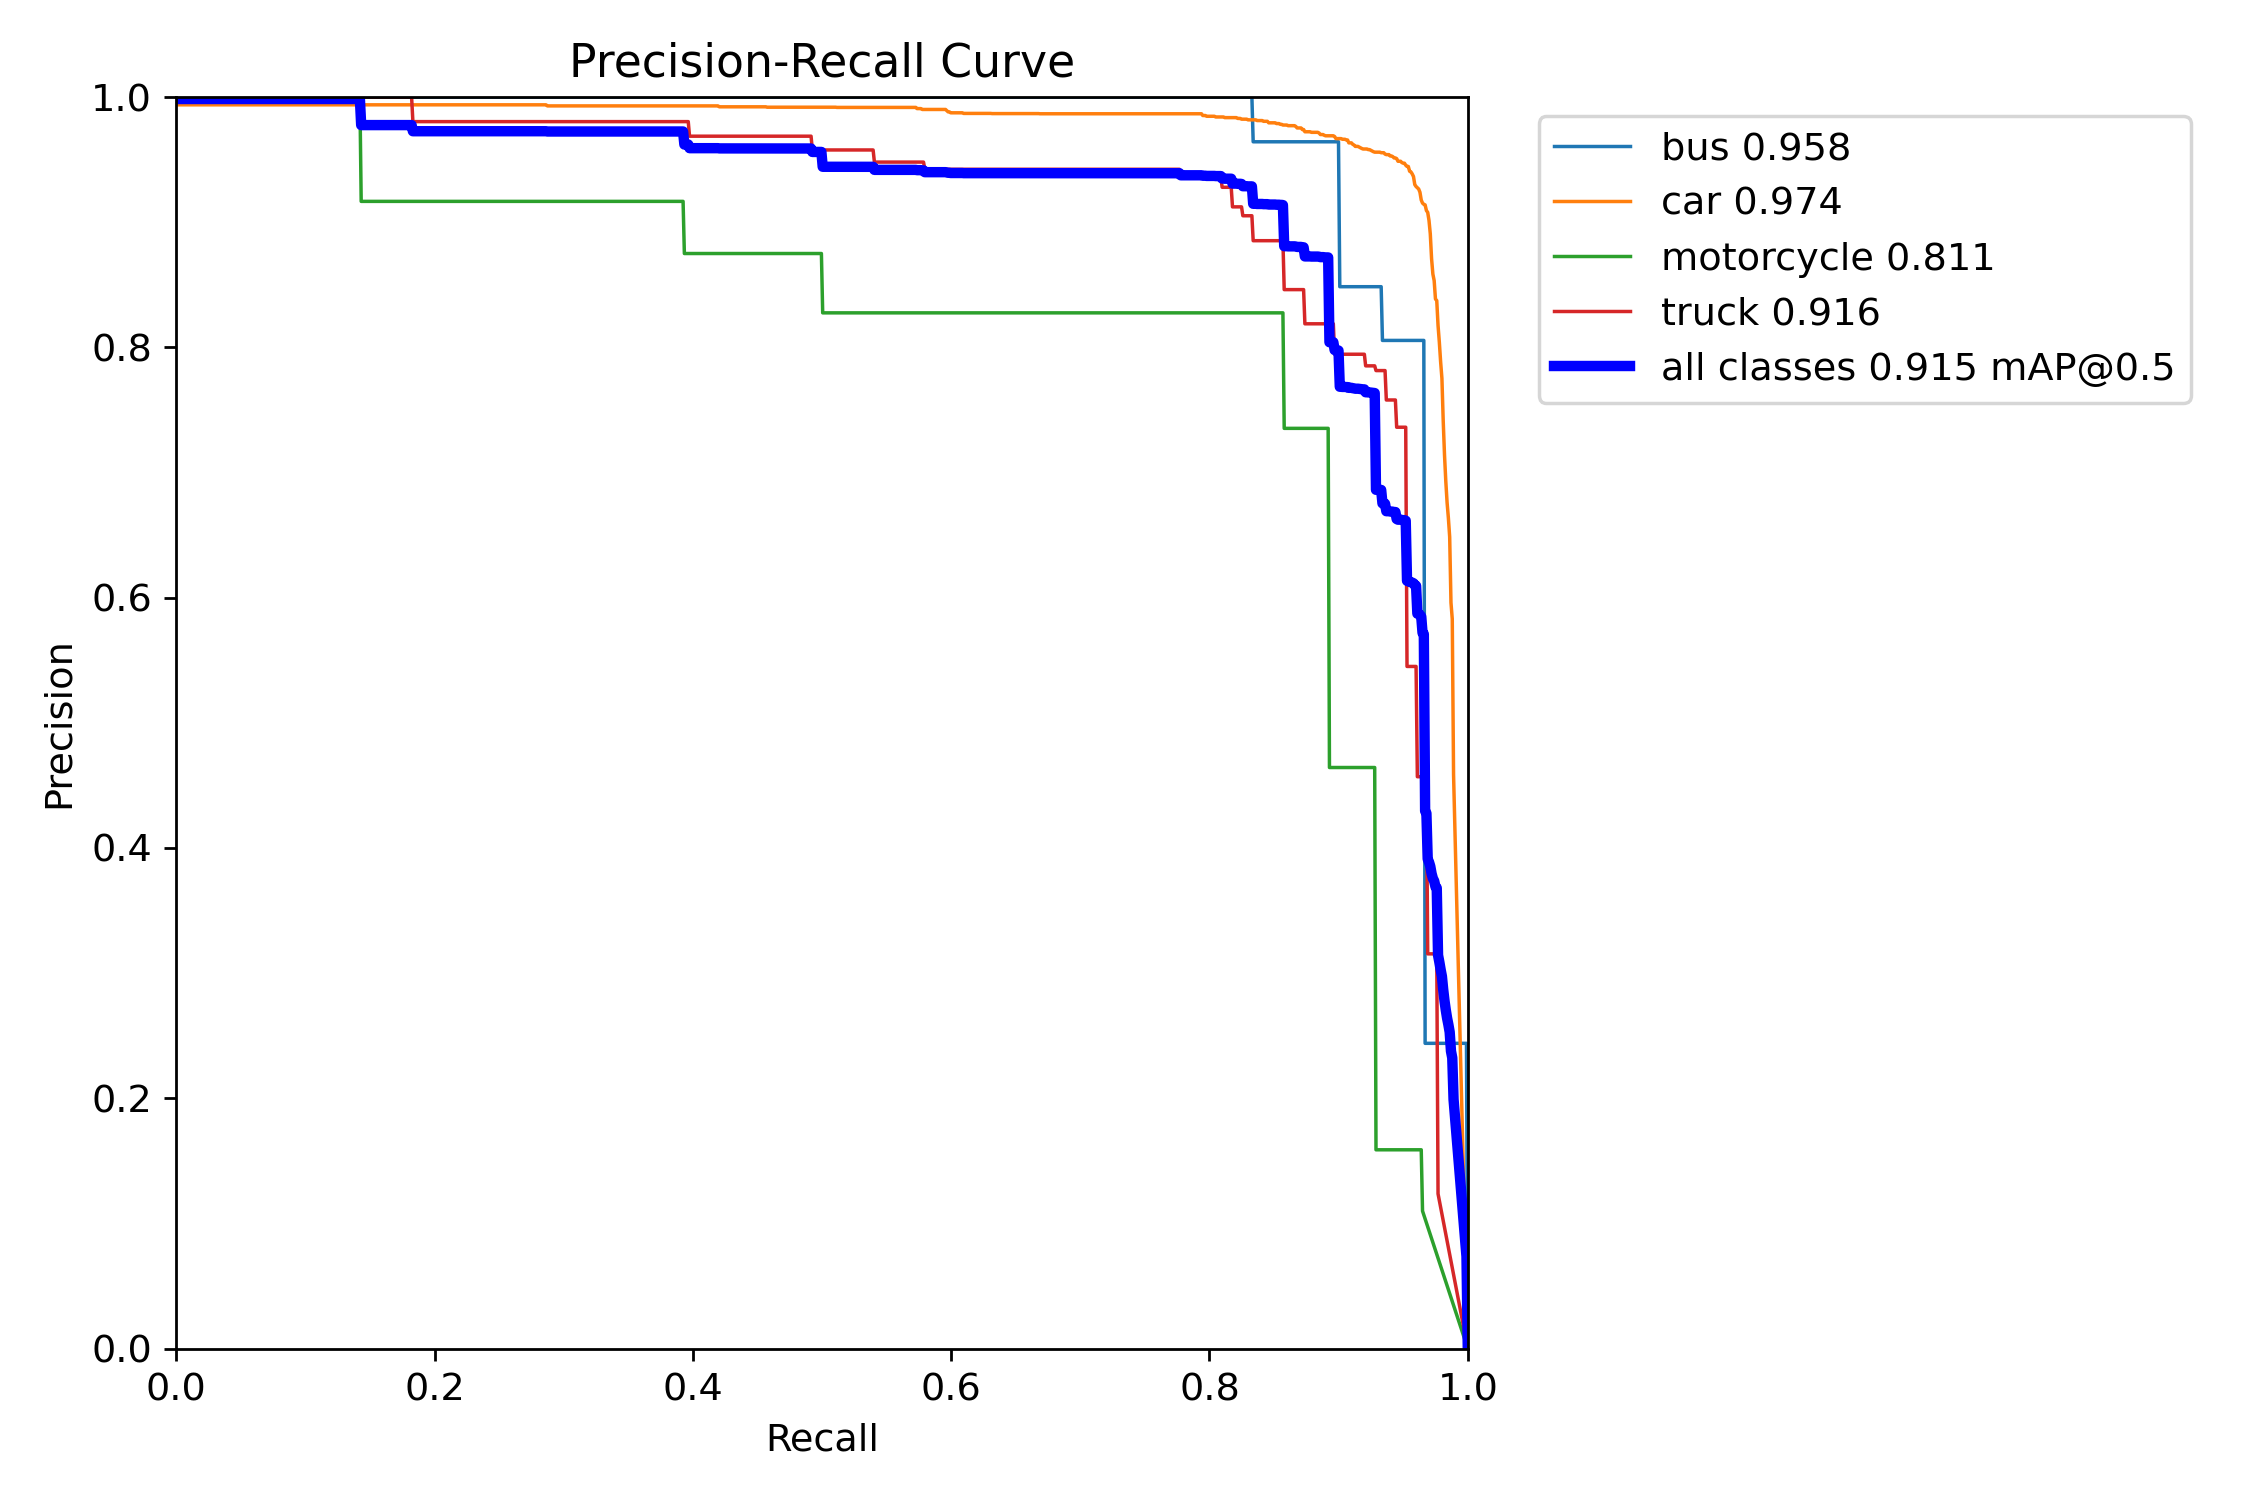 Precision-Recall Curve
1.0
0.8
0.6
0.4
0.2
0.0
Precision
0.0 0.2 0.4 0.6 0.8 1.0
Recall
bus 0.958
car 0.974
motorcycle 0.811
truck 0.916
all classes 0.915 mAP@0.5